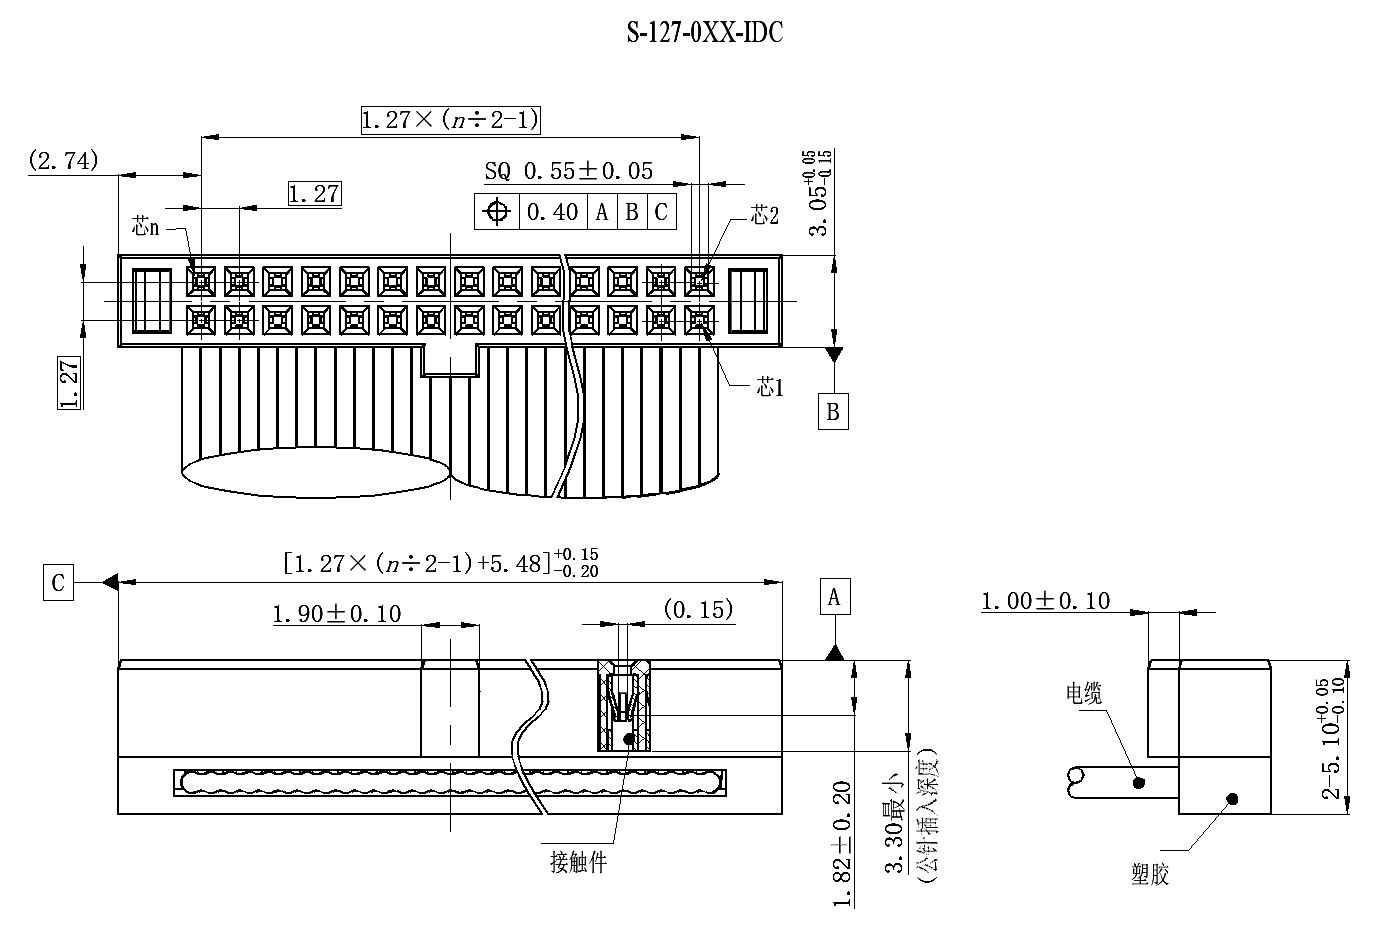 S-127-0XX-IDC
1.27×(n÷2-1)
(2.74)
SQ 0.55±0.05
1.27
⌖ 0.40 A B C
3.05+0.05-0.15
芯n
芯2
1.27
芯1
B
[1.27×(n÷2-1)+5.48]+0.15-0.20
C
A
1.90±0.10
(0.15)
1.00±0.10
电缆
2-5.10+0.05-0.10
1.82±0.20
3.30最小
(公针插入深度)
接触件
塑胶